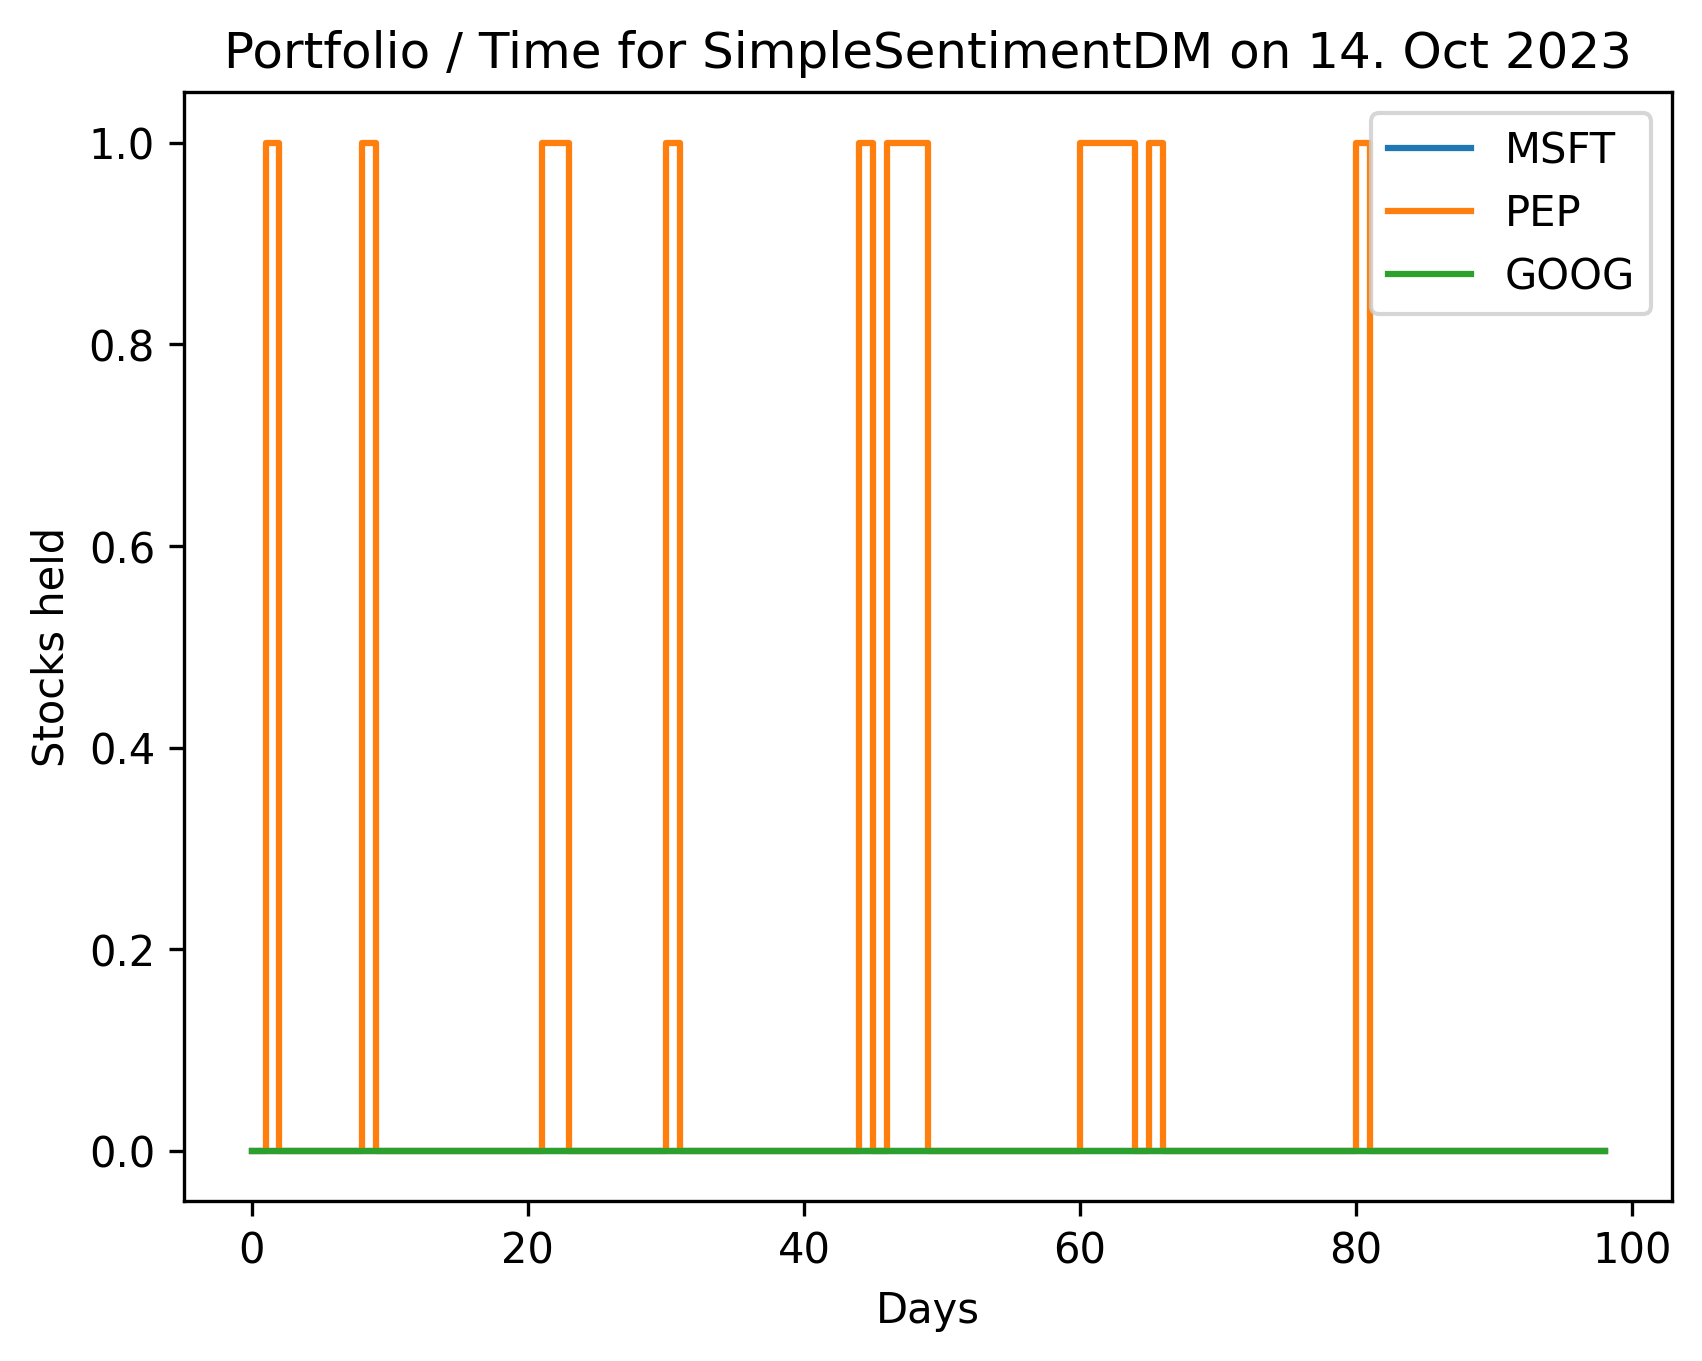 Portfolio / Time for SimpleSentimentDM on 14. Oct 2023
MSFT
PEP
GOOG
Stocks held
1.0
0.8
0.6
0.4
0.2
0.0
0 20 40 60 80 100
Days